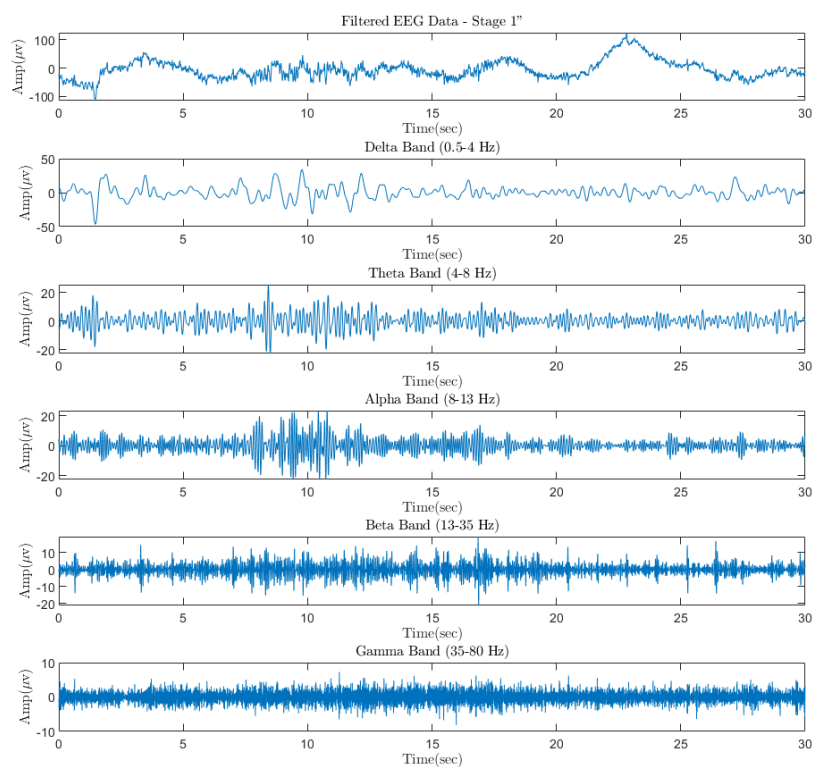 Filtered EEG Data - Stage 1”
Amp(μv)
100
0
-100
0 5 10 15 20 25 30
Time(sec)
Delta Band (0.5-4 Hz)
Amp(μv)
50
0
-50
0 5 10 15 20 25 30
Time(sec)
Theta Band (4-8 Hz)
Amp(μv)
20
0
-20
0 5 10 15 20 25 30
Time(sec)
Alpha Band (8-13 Hz)
Amp(μv)
20
0
-20
0 5 10 15 20 25 30
Time(sec)
Beta Band (13-35 Hz)
Amp(μv)
10
0
-10
-20
0 5 10 15 20 25 30
Time(sec)
Gamma Band (35-80 Hz)
Amp(μv)
10
0
-10
0 5 10 15 20 25 30
Time(sec)